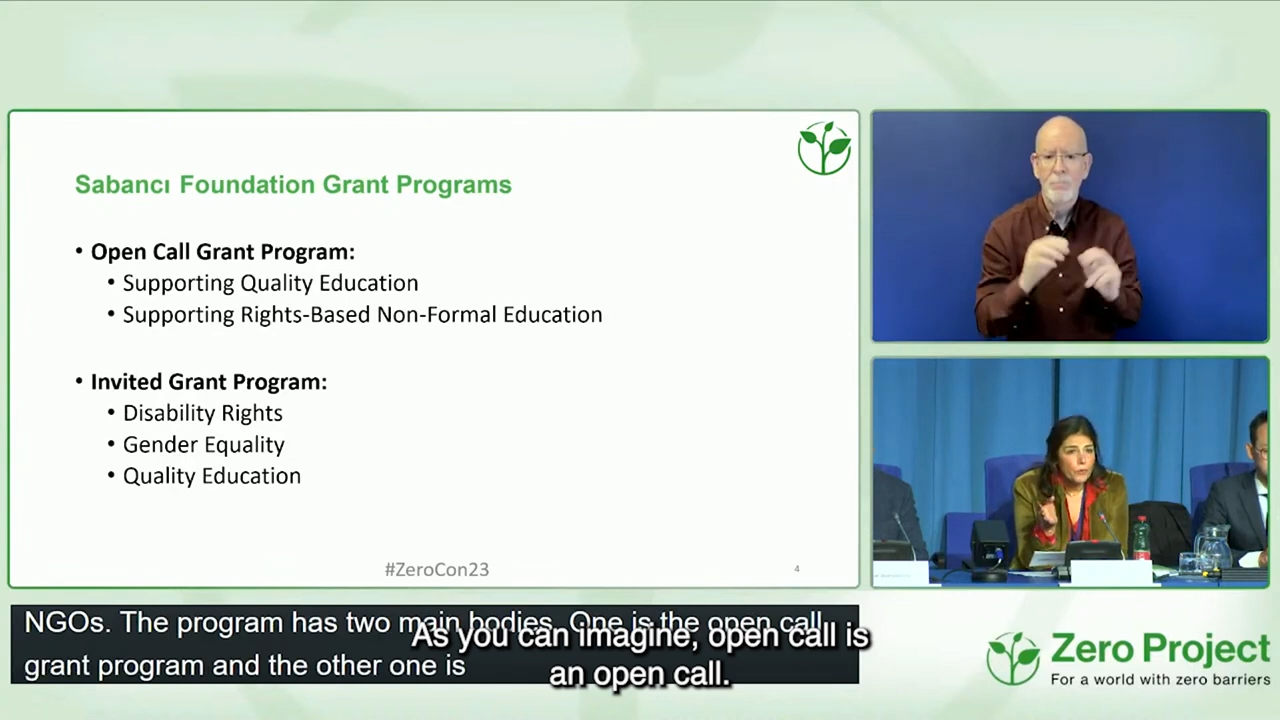 Sabancı Foundation Grant Programs
• Open Call Grant Program:
• Supporting Quality Education
• Supporting Rights-Based Non-Formal Education
• Invited Grant Program:
• Disability Rights
• Gender Equality
• Quality Education
#ZeroCon23
4
NGOs. The program has two main bodies. One is the open call
grant program and the other one is
As you can imagine, open call is
an open call.
Zero Project
For a world with zero barriers